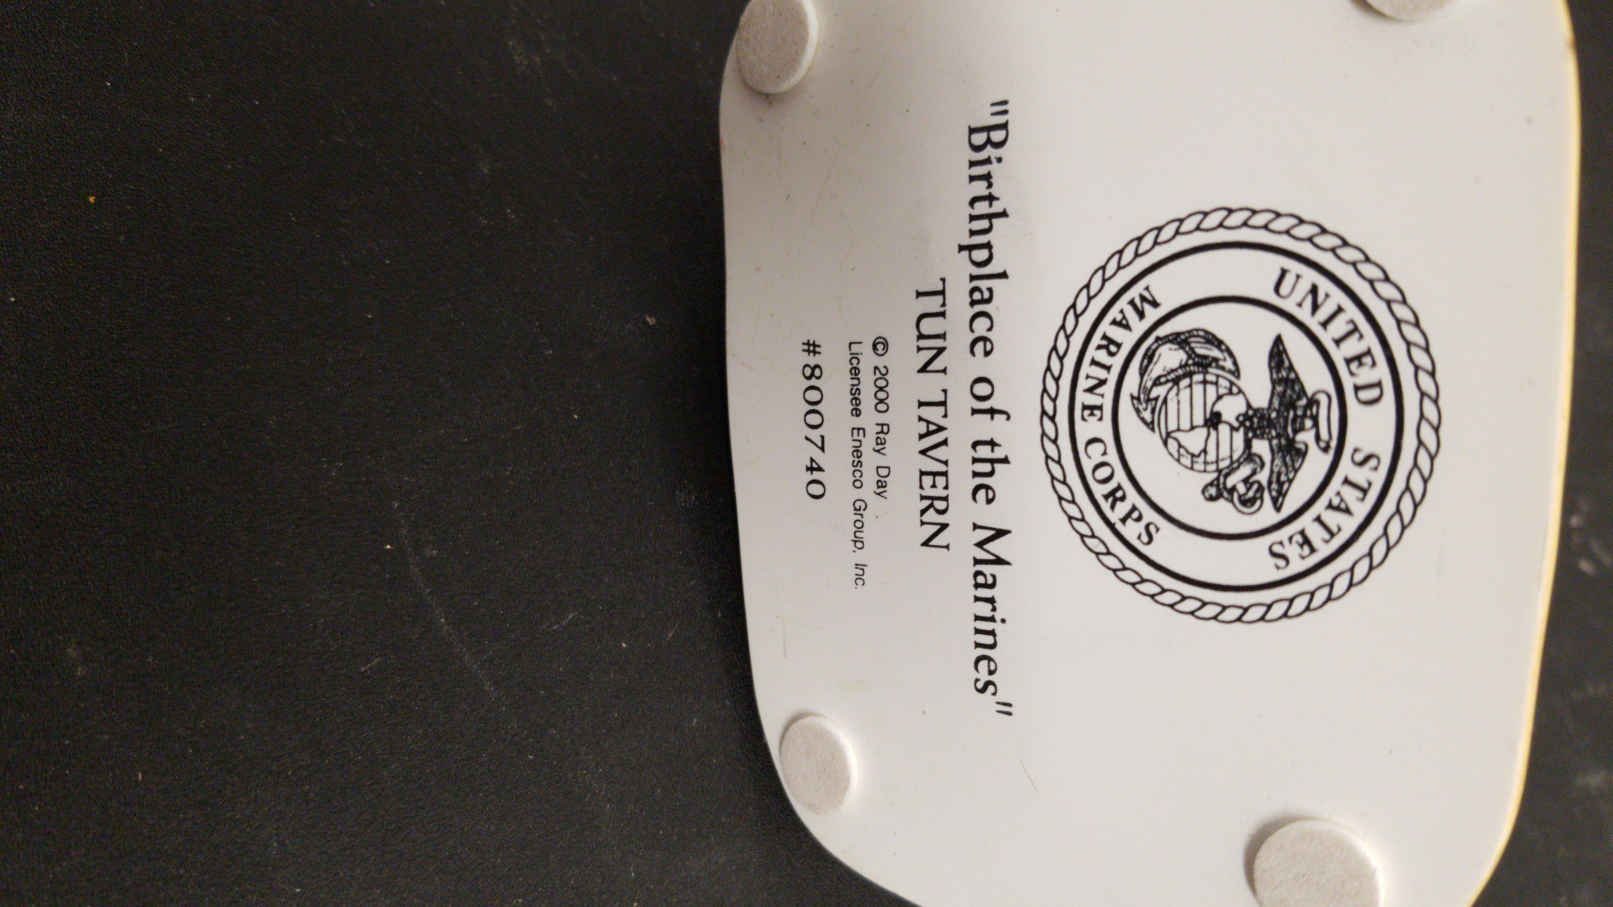 UNITED STATES
MARINE CORPS
"Birthplace of the Marines"
TUN TAVERN
© 2000 Ray Day
Licensee Enesco Group, Inc.
#800740